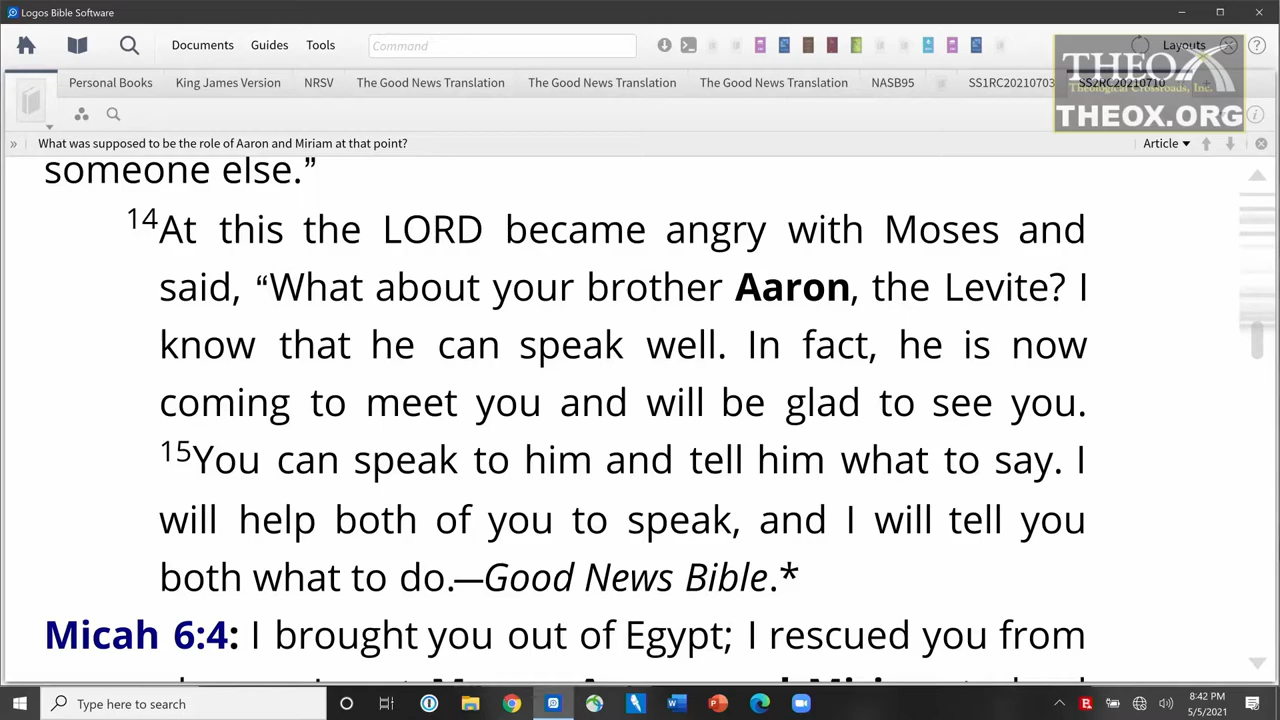 Logos Bible Software
Documents Guides Tools Command Layouts
THEOX
Theological Crossroads, Inc.
THEOX.ORG
Personal Books King James Version NRSV The Good News Translation The Good News Translation The Good News Translation NASB95 SS1RC20210703 SS2RC20210710
What was supposed to be the role of Aaron and Miriam at that point? Article
someone else.”
14At this the LORD became angry with Moses and
said, “What about your brother Aaron, the Levite? I
know that he can speak well. In fact, he is now
coming to meet you and will be glad to see you.
15You can speak to him and tell him what to say. I
will help both of you to speak, and I will tell you
both what to do.—Good News Bible.*
Micah 6:4: I brought you out of Egypt; I rescued you from
Type here to search
8:42 PM
5/5/2021